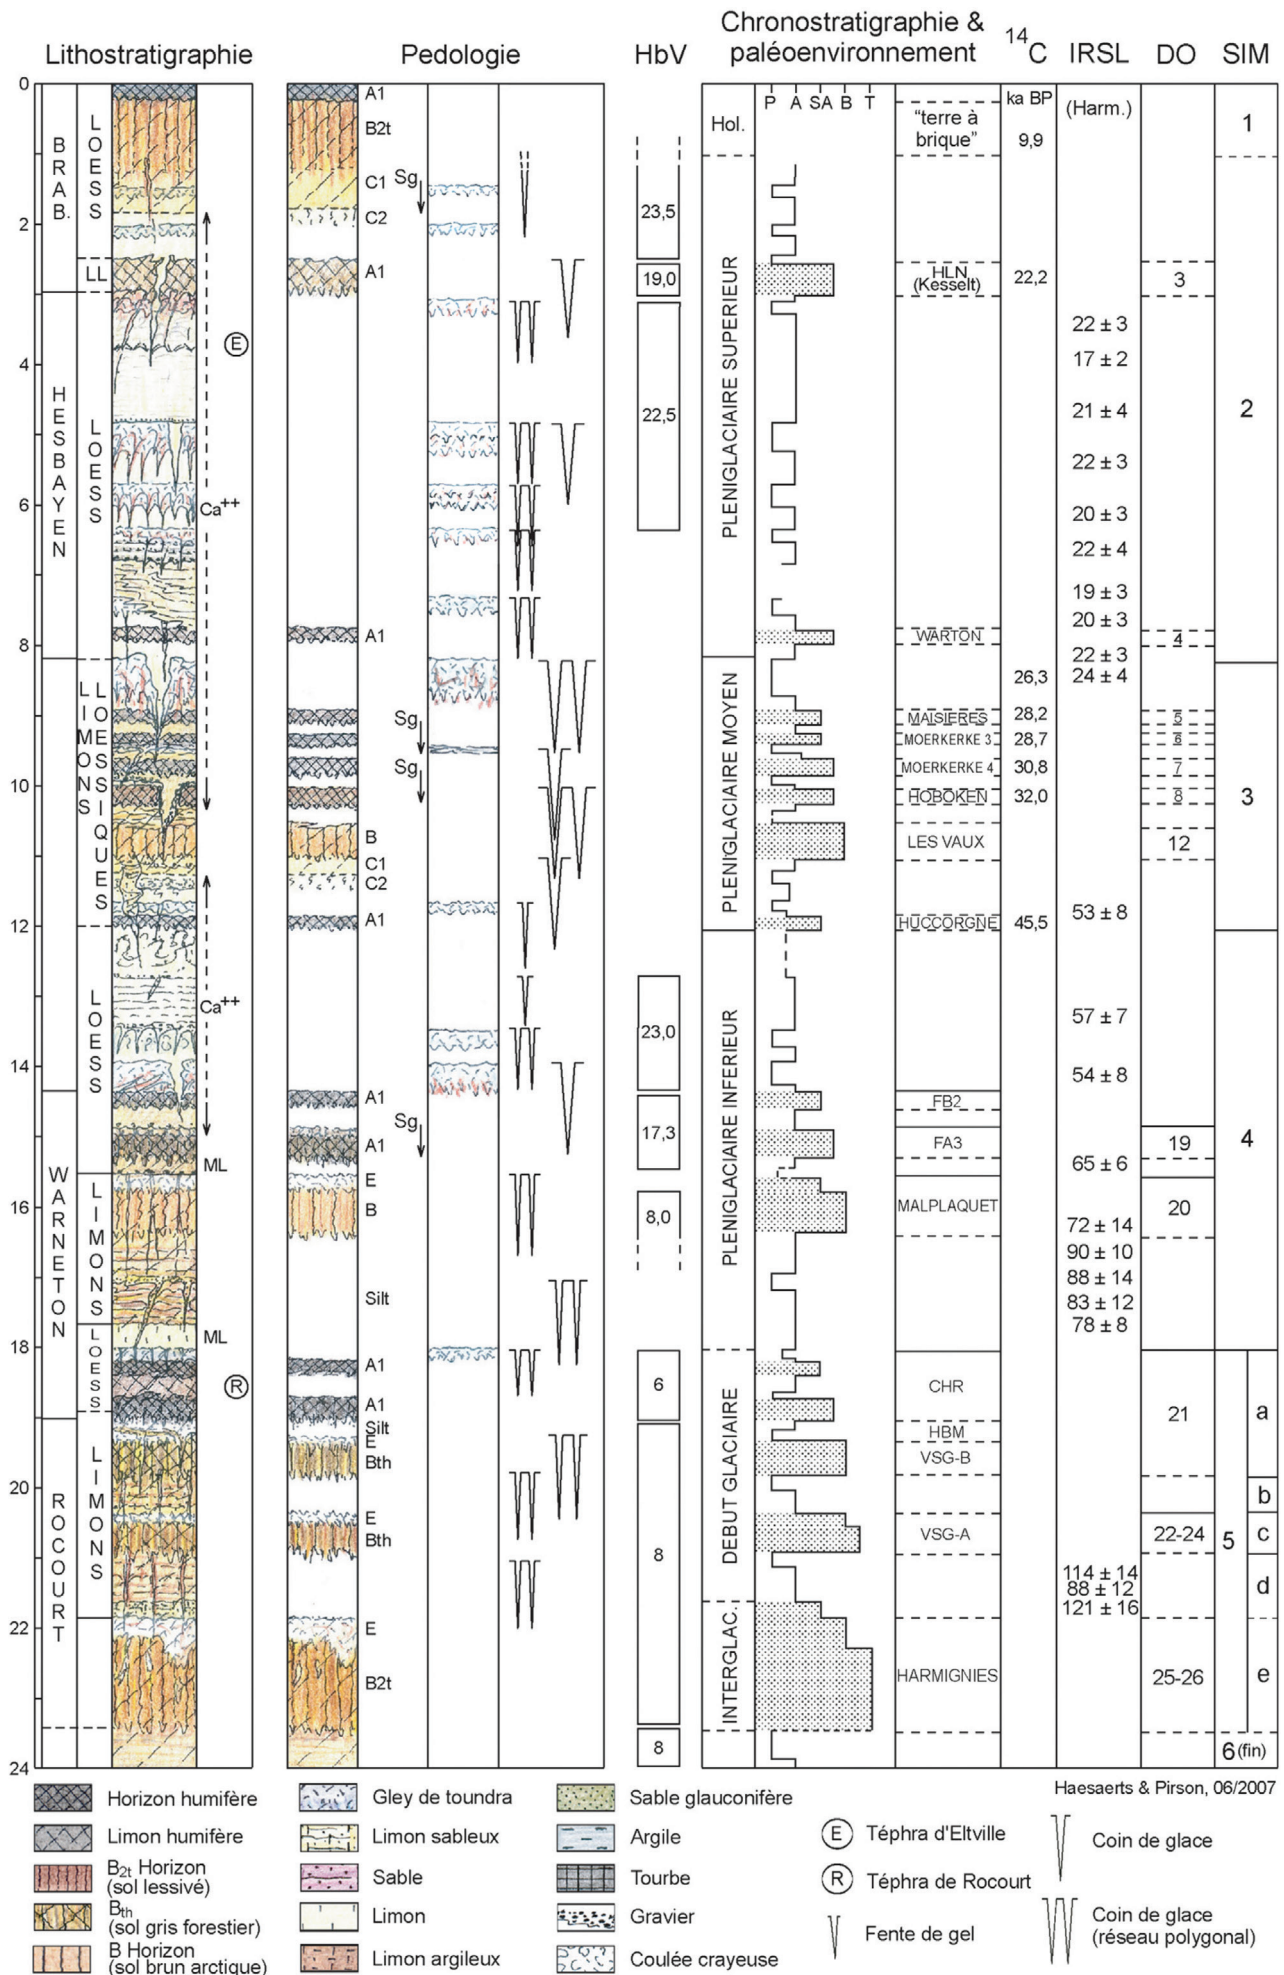 Lithostratigraphie
Pedologie
HbV
Chronostratigraphie &
paléoenvironnement
14C
IRSL
DO
SIM
0
2
4
6
8
10
12
14
16
18
20
22
24
BRAB.
HESBAYEN
WARNETON
ROCOURT
LOESS
LL
LOESS
LIMONS
LOESSIQUES
LOESS
LIMONS
LOESS
LIMONS
E
Ca++
Ca++
ML
ML
R
A1
B2t
C1
C2
A1
A1
B
C1
C2
A1
A1
A1
E
B
Silt
A1
A1
Silt
E
Bth
E
Bth
E
B2t
Sg
Sg
Sg
Sg
23,5
19,0
22,5
23,0
17,3
8,0
6
8
8
Hol.
PLENIGLACIAIRE SUPERIEUR
PLENIGLACIAIRE MOYEN
PLENIGLACIAIRE INFERIEUR
DEBUT GLACIAIRE
INTERGLAC.
P A SA B T
"terre à
brique"
HLN
(Kesselt)
WARTON
MAISIERES
MOERKERKE 3
MOERKERKE 4
HOBOKEN
LES VAUX
HUCCORGNE
FB2
FA3
MALPLAQUET
CHR
HBM
VSG-B
VSG-A
HARMIGNIES
ka BP
9,9
22,2
26,3
28,2
28,7
30,8
32,0
45,5
(Harm.)
22 ± 3
17 ± 2
21 ± 4
22 ± 3
20 ± 3
22 ± 4
19 ± 3
20 ± 3
22 ± 3
24 ± 4
53 ± 8
57 ± 7
54 ± 8
65 ± 6
72 ± 14
90 ± 10
88 ± 14
83 ± 12
78 ± 8
114 ± 14
88 ± 12
121 ± 16
3
4
5
6
7
8
12
19
20
21
22-24
25-26
1
2
3
4
5
a
b
c
d
e
6 (fin)
Haesaerts & Pirson, 06/2007
Horizon humifère
Limon humifère
B2t Horizon
(sol lessivé)
Bth
(sol gris forestier)
B Horizon
(sol brun arctique)
Gley de toundra
Limon sableux
Sable
Limon
Limon argileux
Sable glauconifère
Argile
Tourbe
Gravier
Coulée crayeuse
E Téphra d'Eltville
R Téphra de Rocourt
Fente de gel
Coin de glace
Coin de glace
(réseau polygonal)